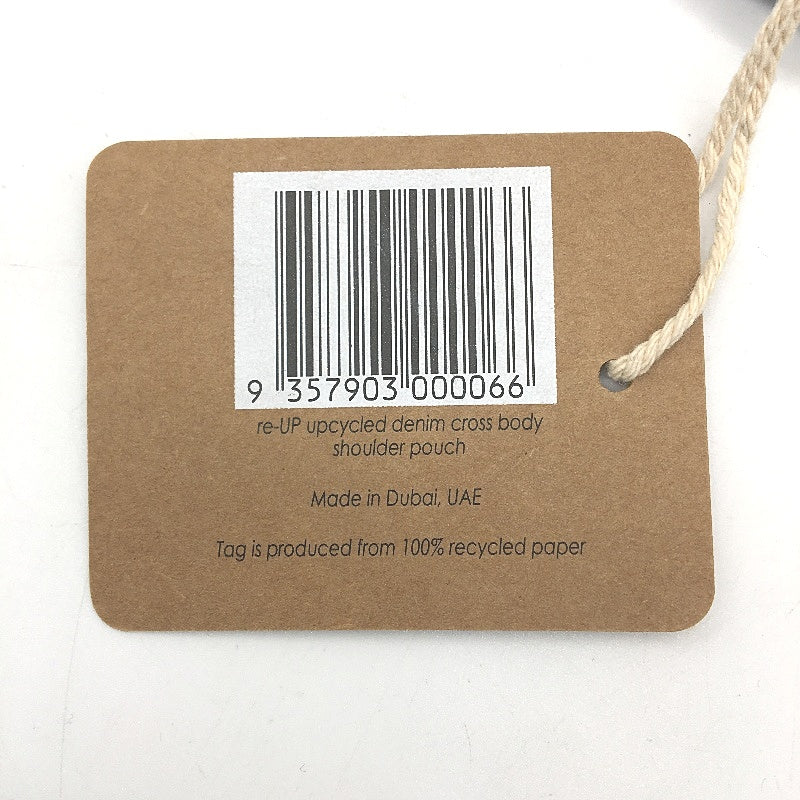 9 357903 000066
re-UP upcycled denim cross body
shoulder pouch
Made in Dubai, UAE
Tag is produced from 100% recycled paper